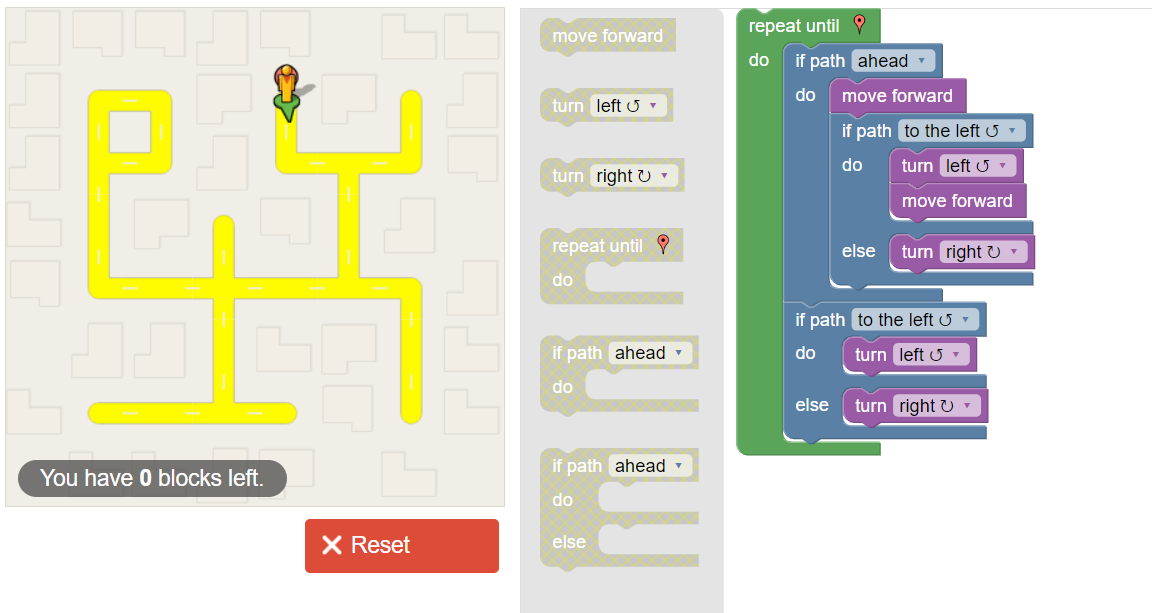 You have 0 blocks left.
Reset
move forward
turn left ↺ ▼
turn right ↻ ▼
repeat until
do
if path ahead ▼
do
if path ahead ▼
do
else
repeat until
do if path ahead ▼
do move forward
if path to the left ↺ ▼
do turn left ↺ ▼
move forward
else turn right ↻ ▼
if path to the left ↺ ▼
do turn left ↺ ▼
else turn right ↻ ▼